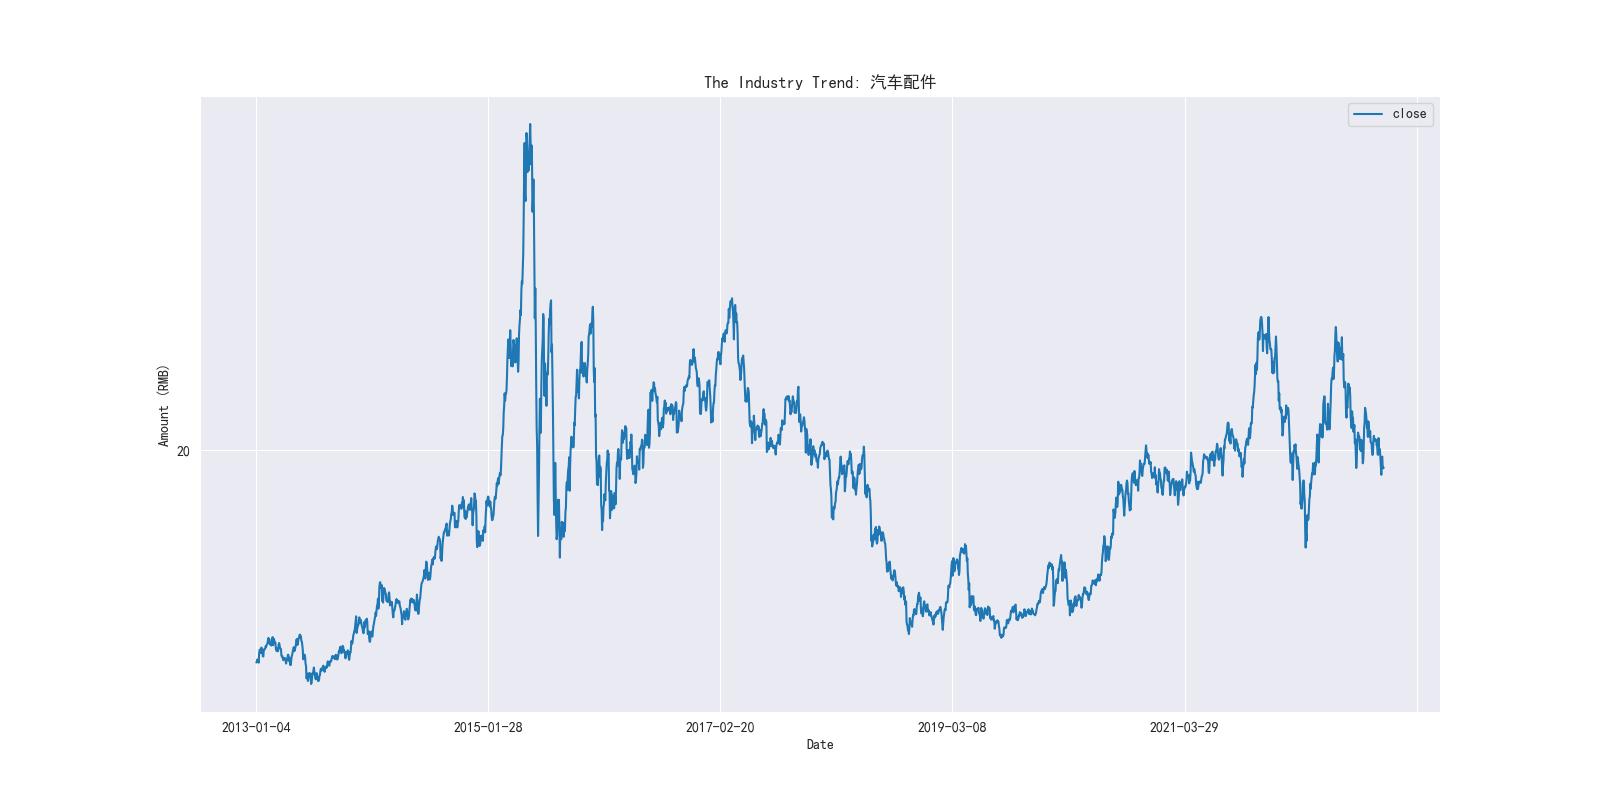 The Industry Trend: 汽车配件
close
Amount (RMB)
20
2013-01-04
2015-01-28
2017-02-20
2019-03-08
2021-03-29
Date